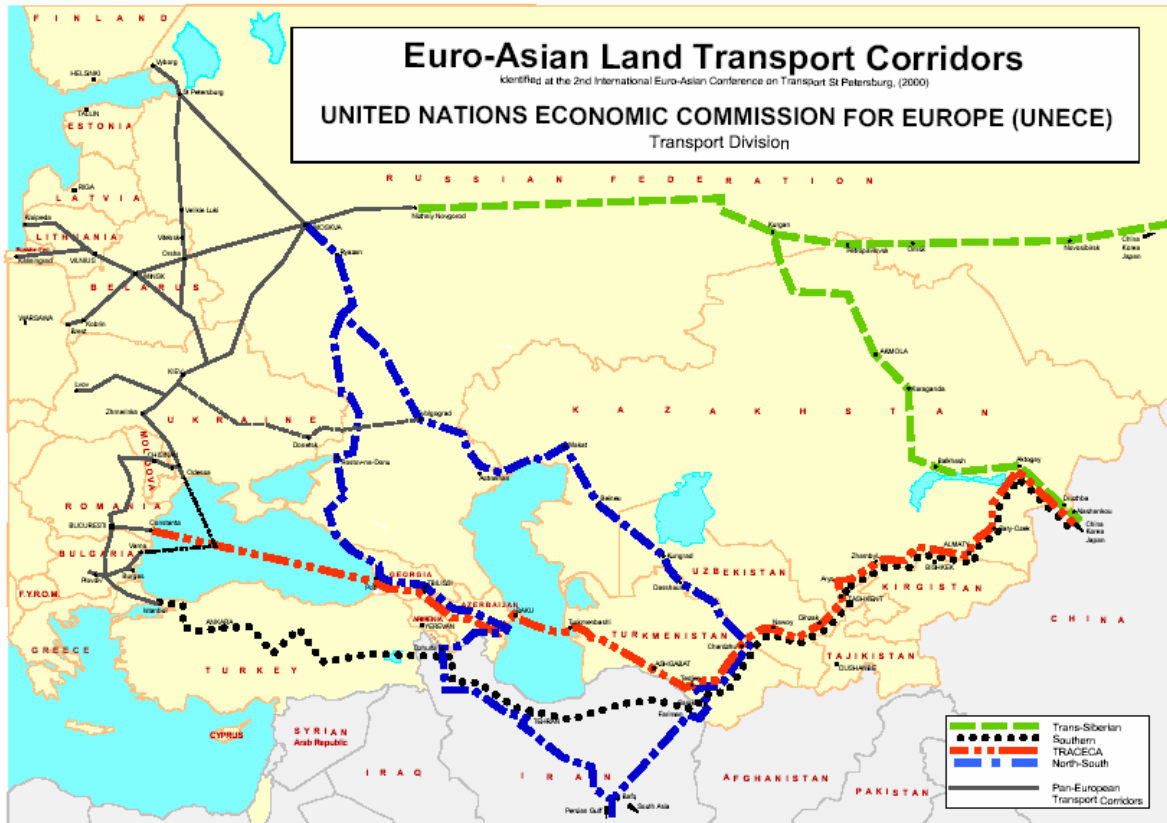 Euro-Asian Land Transport Corridors
identified at the 2nd International Euro-Asian Conference on Transport St Petersburg, (2000)
UNITED NATIONS ECONOMIC COMMISSION FOR EUROPE (UNECE)
Transport Division
FINLAND
Vyborg
HELSINKI
St Petersburg
TALLIN
ESTONIA
RUSSIAN FEDERATION
RIGA
LATVIA
Velikie Luki
Nizhniy Novgorod
Klaipeda
MOSKVA
Kurgan
LITHUANIA
Vitebsk
Petropavlovsk
Omsk
Novosibirsk
China
Korea
Japan
Kaliningrad
VILNIUS
Orsha
Ryazan
MINSK
BELARUS
WARSAWA
Kobrin
Brest
AKMOLA
KIEV
Lvov
Karaganda
Zhmerinka
UKRAINE
Volgograd
KAZAKHSTAN
MOLDOVA
Donetsk
Makat
CHISINAU
Rostov-na-Donu
Balkhash
Aktogay
Odessa
Astrakhan
Beineu
Druzhba
ROMANIA
Alashankou
BUCURESTI
Constanta
China
Korea
Japan
Sary-Ozek
BULGARIA
Varna
Kungrad
Zhambyl
ALMATY
BISHKEK
Plovdiv
Burgas
GEORGIA
TBILISI
Poti
UZBEKISTAN
Arys
KIRGISTAN
F.Y.R.O.M.
Istanbul
AZERBAIJAN
BAKU
TASHKENT
ANKARA
ARMENIA
YEREVAN
Turkmenbashi
TURKMENISTAN
Navoy
Dhizak
CHINA
GREECE
Chardzhu
TURKEY
ASHGABAT
TAJIKISTAN
DUSHANBE
TEHRAN
CYPRUS
SYRIAN
Arab Republic
IRAQ
IRAN
AFGHANISTAN
PAKISTAN
Bafq
Persian Gulf
South Asia
Trans-Siberian
Southern
TRACECA
North-South
Pan-European
Transport Corridors